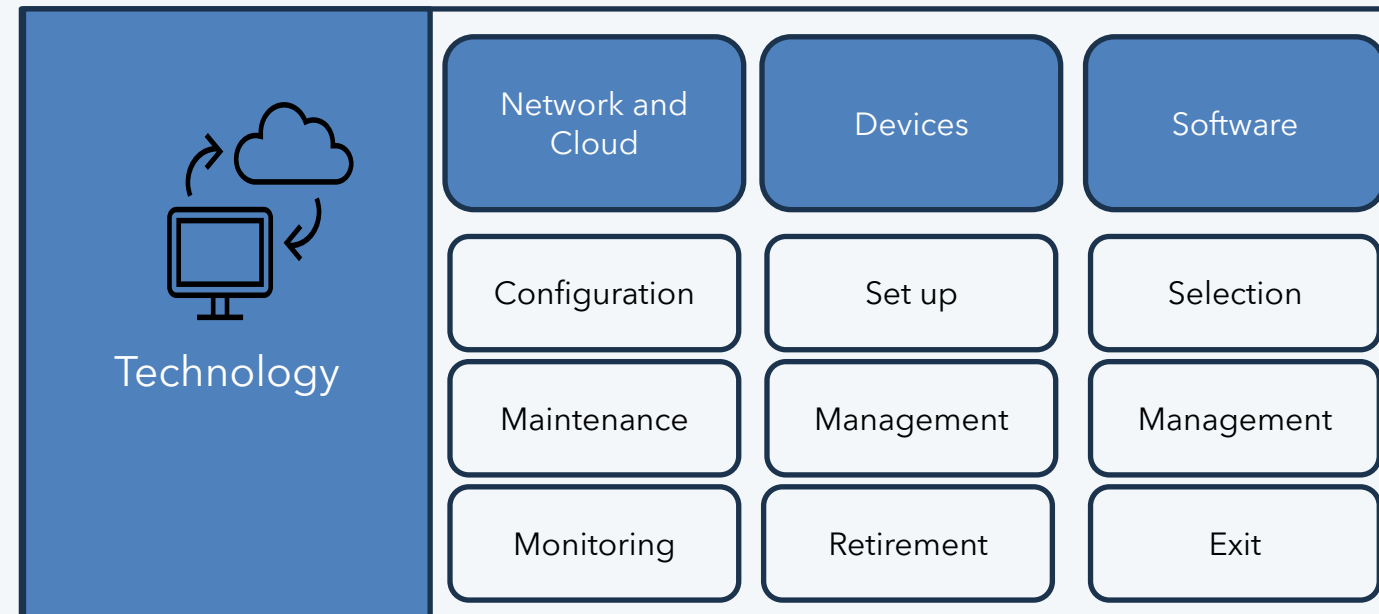 Technology
Network and
Cloud
Devices
Software
Configuration
Set up
Selection
Maintenance
Management
Management
Monitoring
Retirement
Exit